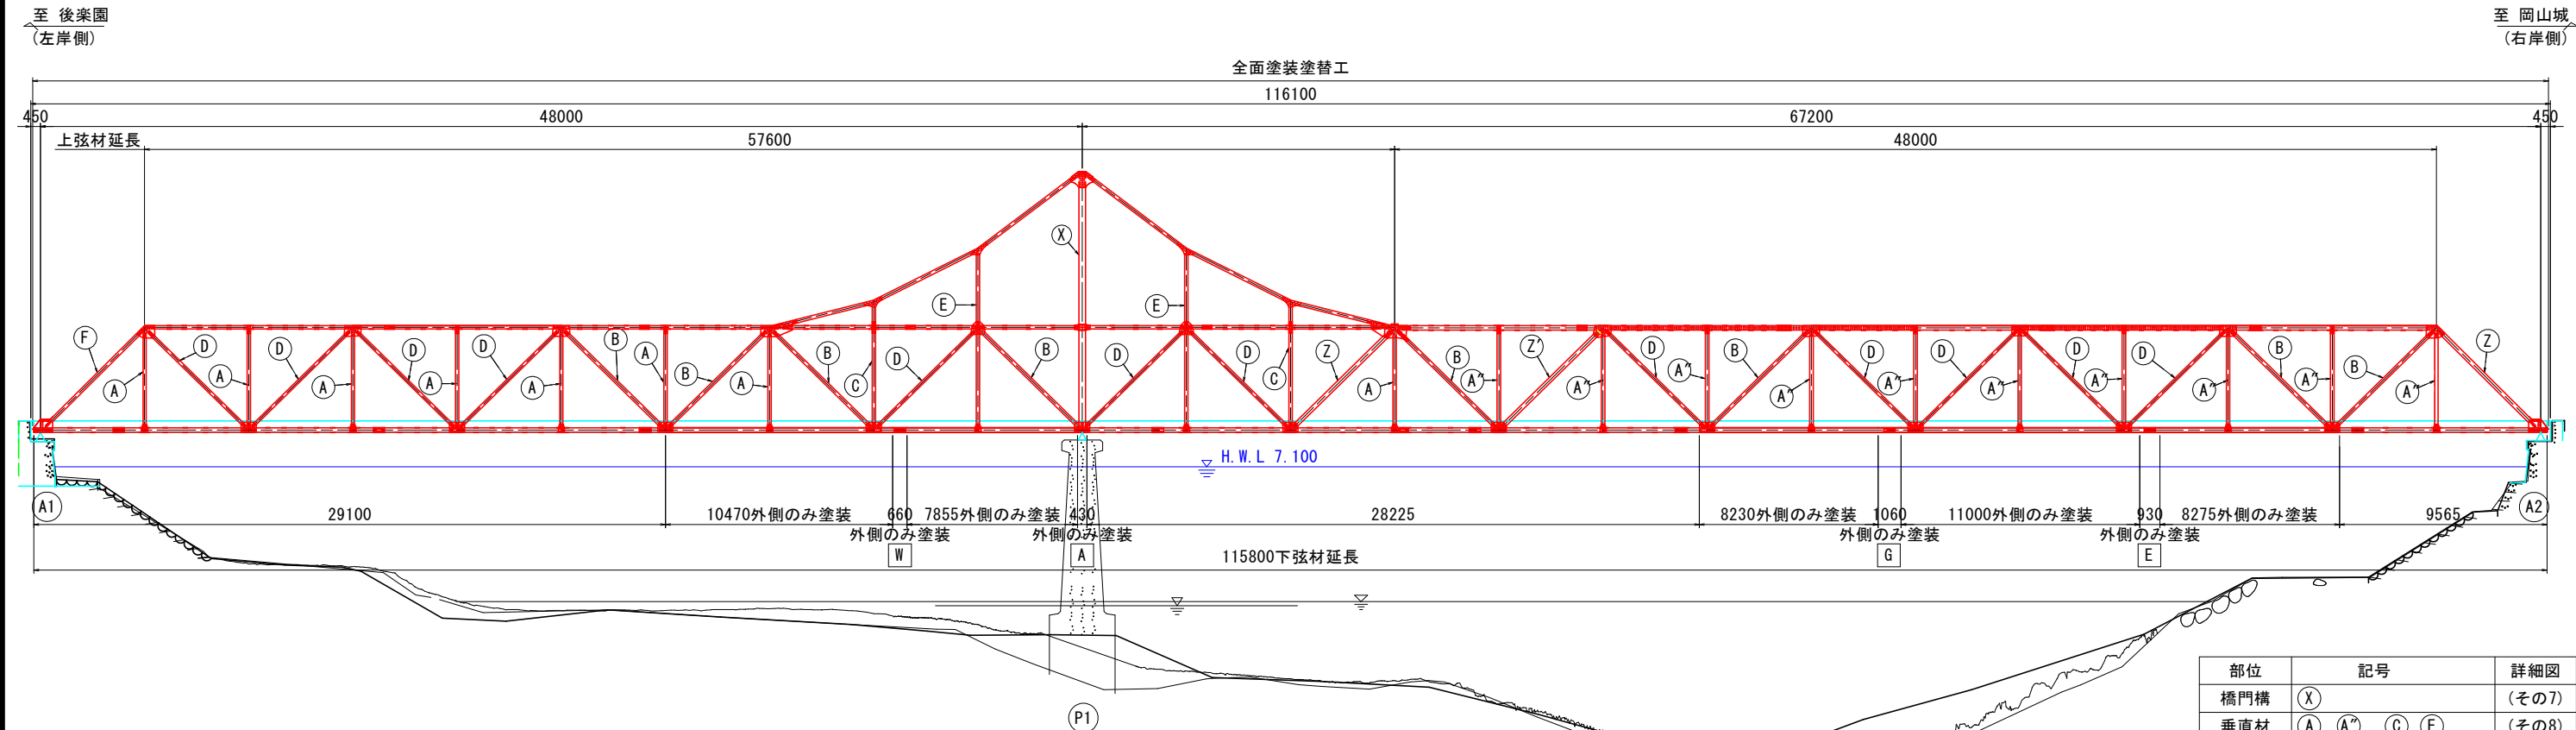 至 後楽園
(左岸側)
至 岡山城
(右岸側)
全面塗装塗替工
116100
450 48000 67200 450
上弦材延長 57600 48000
X
E E
F D D D D B A B D B D D Z B Z' D B D D D D B B Z
A A A A A B A C C A A″ A″ A″ A″ A″ A″ A″ A″ A″ A″
H.W.L 7.100
A1 A2
29100 10470外側のみ塗装 660 7855外側のみ塗装 430 28225 8230外側のみ塗装 1060 11000外側のみ塗装 930 8275外側のみ塗装 9565
外側のみ塗装 外側のみ塗装 外側のみ塗装 外側のみ塗装
W A G E
115800下弦材延長
P1
部位 記号 詳細図
橋門構 X (その7)
垂直材 A A″ C E (その8)